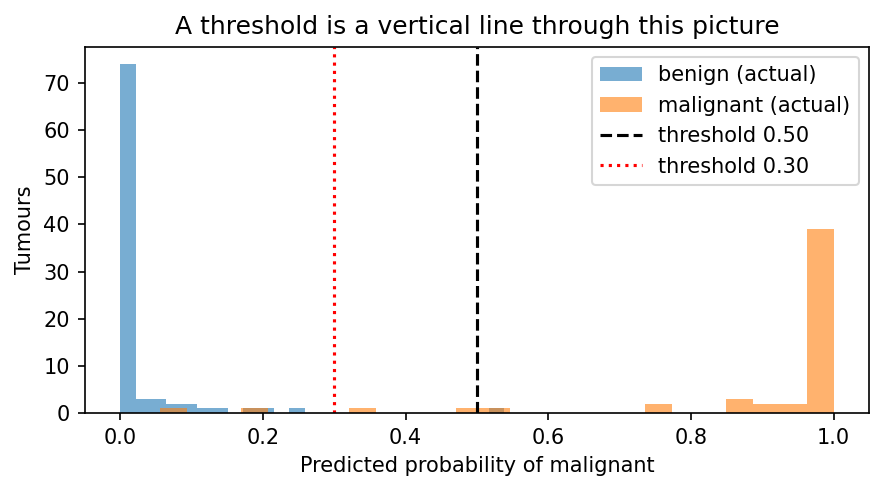 A threshold is a vertical line through this picture
benign (actual)
malignant (actual)
threshold 0.50
threshold 0.30
Tumours
70
60
50
40
30
20
10
0
0.0 0.2 0.4 0.6 0.8 1.0
Predicted probability of malignant